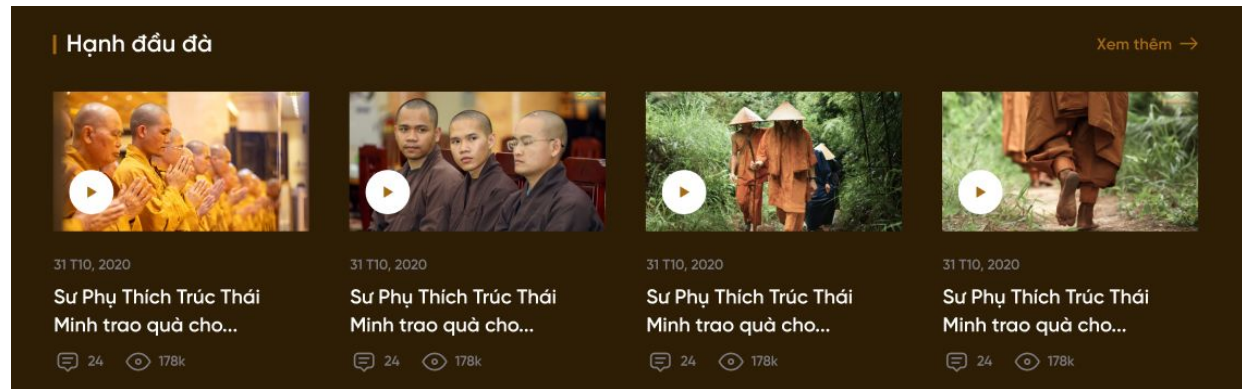 Hạnh đầu đà
Xem thêm →
31 T10, 2020
Sư Phụ Thích Trúc Thái
Minh trao quà cho...
24 178k
31 T10, 2020
Sư Phụ Thích Trúc Thái
Minh trao quà cho...
24 178k
31 T10, 2020
Sư Phụ Thích Trúc Thái
Minh trao quà cho...
24 178k
31 T10, 2020
Sư Phụ Thích Trúc Thái
Minh trao quà cho...
24 178k